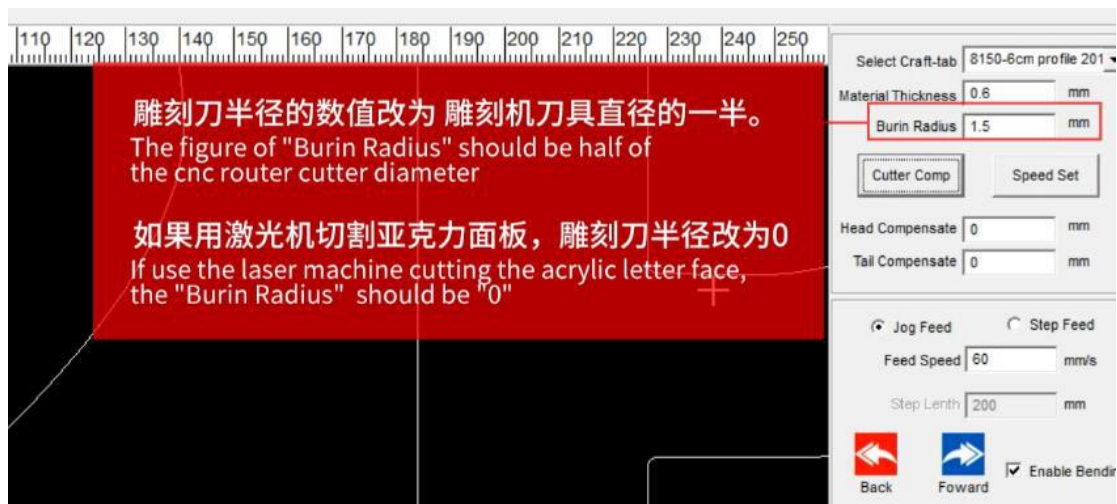 110 120 130 140 150 160 170 180 190 200 210 220 230 240 250
雕刻刀半径的数值改为 雕刻机刀具直径的一半。
The figure of "Burin Radius" should be half of
the cnc router cutter diameter
如果用激光机切割亚克力面板，雕刻刀半径改为0
If use the laser machine cutting the acrylic letter face,
the "Burin Radius" should be "0"
Select Craft-tab 8150-6cm profile 201
Material Thickness 0.6 mm
Burin Radius 1.5 mm
Cutter Comp Speed Set
Head Compensate 0 mm
Tail Compensate 0 mm
Jog Feed Step Feed
Feed Speed 60 mm/s
Step Lenth 200 mm
Back Foward Enable Bendin